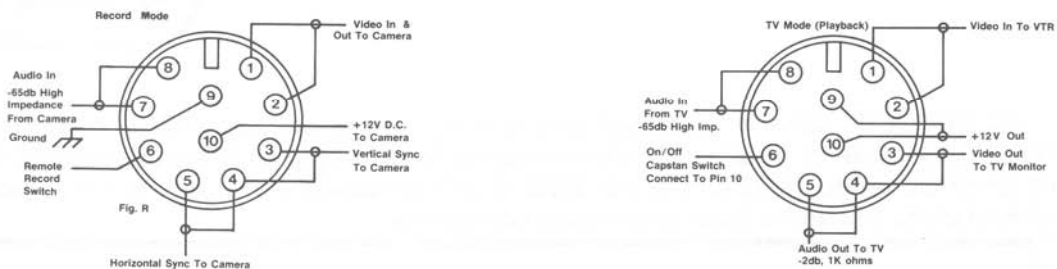 Record Mode
Video In &
Out To Camera
8
1
Audio In
-65db High
Impedance
From Camera
7
9
2
Ground
10
+12V D.C.
To Camera
6
3
Vertical Sync
To Camera
Remote
Record
Switch
5
4
Fig. R
Horizontal Sync To Camera
TV Mode (Playback)
Video In To VTR
8
1
Audio In
From TV
-65db High Imp.
7
9
2
10
+12V Out
On/Off
Capstan Switch
Connect To Pin 10
6
3
Video Out
To TV Monitor
5
4
Audio Out To TV
-2db, 1K ohms